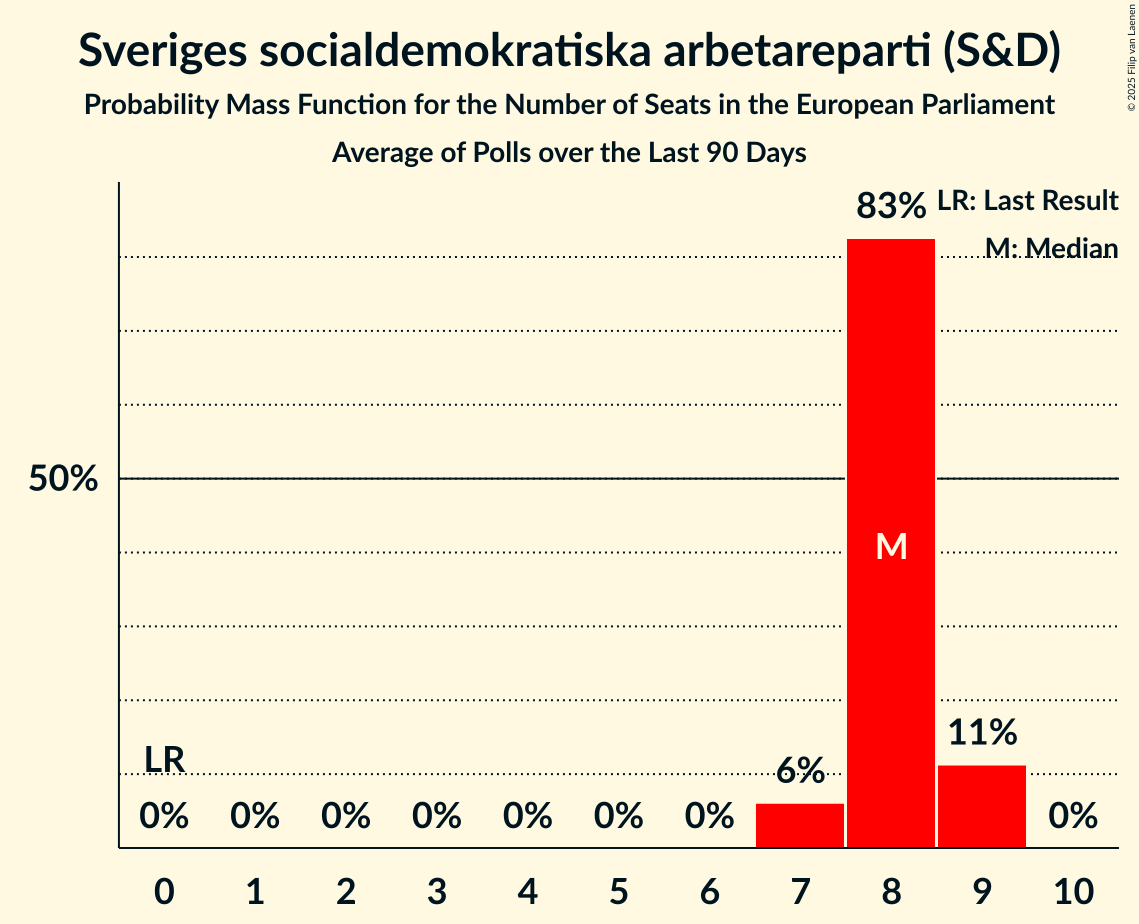 Sveriges socialdemokratiska arbetareparti (S&D)
Probability Mass Function for the Number of Seats in the European Parliament
Average of Polls over the Last 90 Days
© 2025 Filip van Laenen
83%
LR: Last Result
M: Median
50%
M
LR
11%
6%
0% 0% 0% 0% 0% 0% 0% 0%
0 1 2 3 4 5 6 7 8 9 10